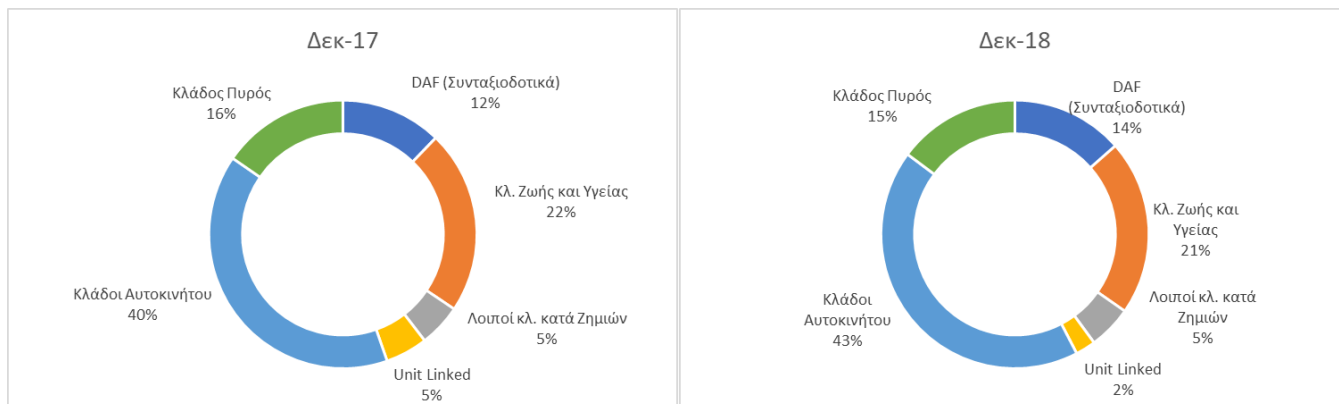 Δεκ-17
DAF (Συνταξιοδοτικά)
12%
Κλ. Ζωής και Υγείας
22%
Λοιποί κλ. κατά Ζημιών
5%
Unit Linked
5%
Κλάδοι Αυτοκινήτου
40%
Κλάδος Πυρός
16%
Δεκ-18
DAF
(Συνταξιοδοτικά)
14%
Κλ. Ζωής και
Υγείας
21%
Λοιποί κλ. κατά
Ζημιών
5%
Unit Linked
2%
Κλάδοι
Αυτοκινήτου
43%
Κλάδος Πυρός
15%